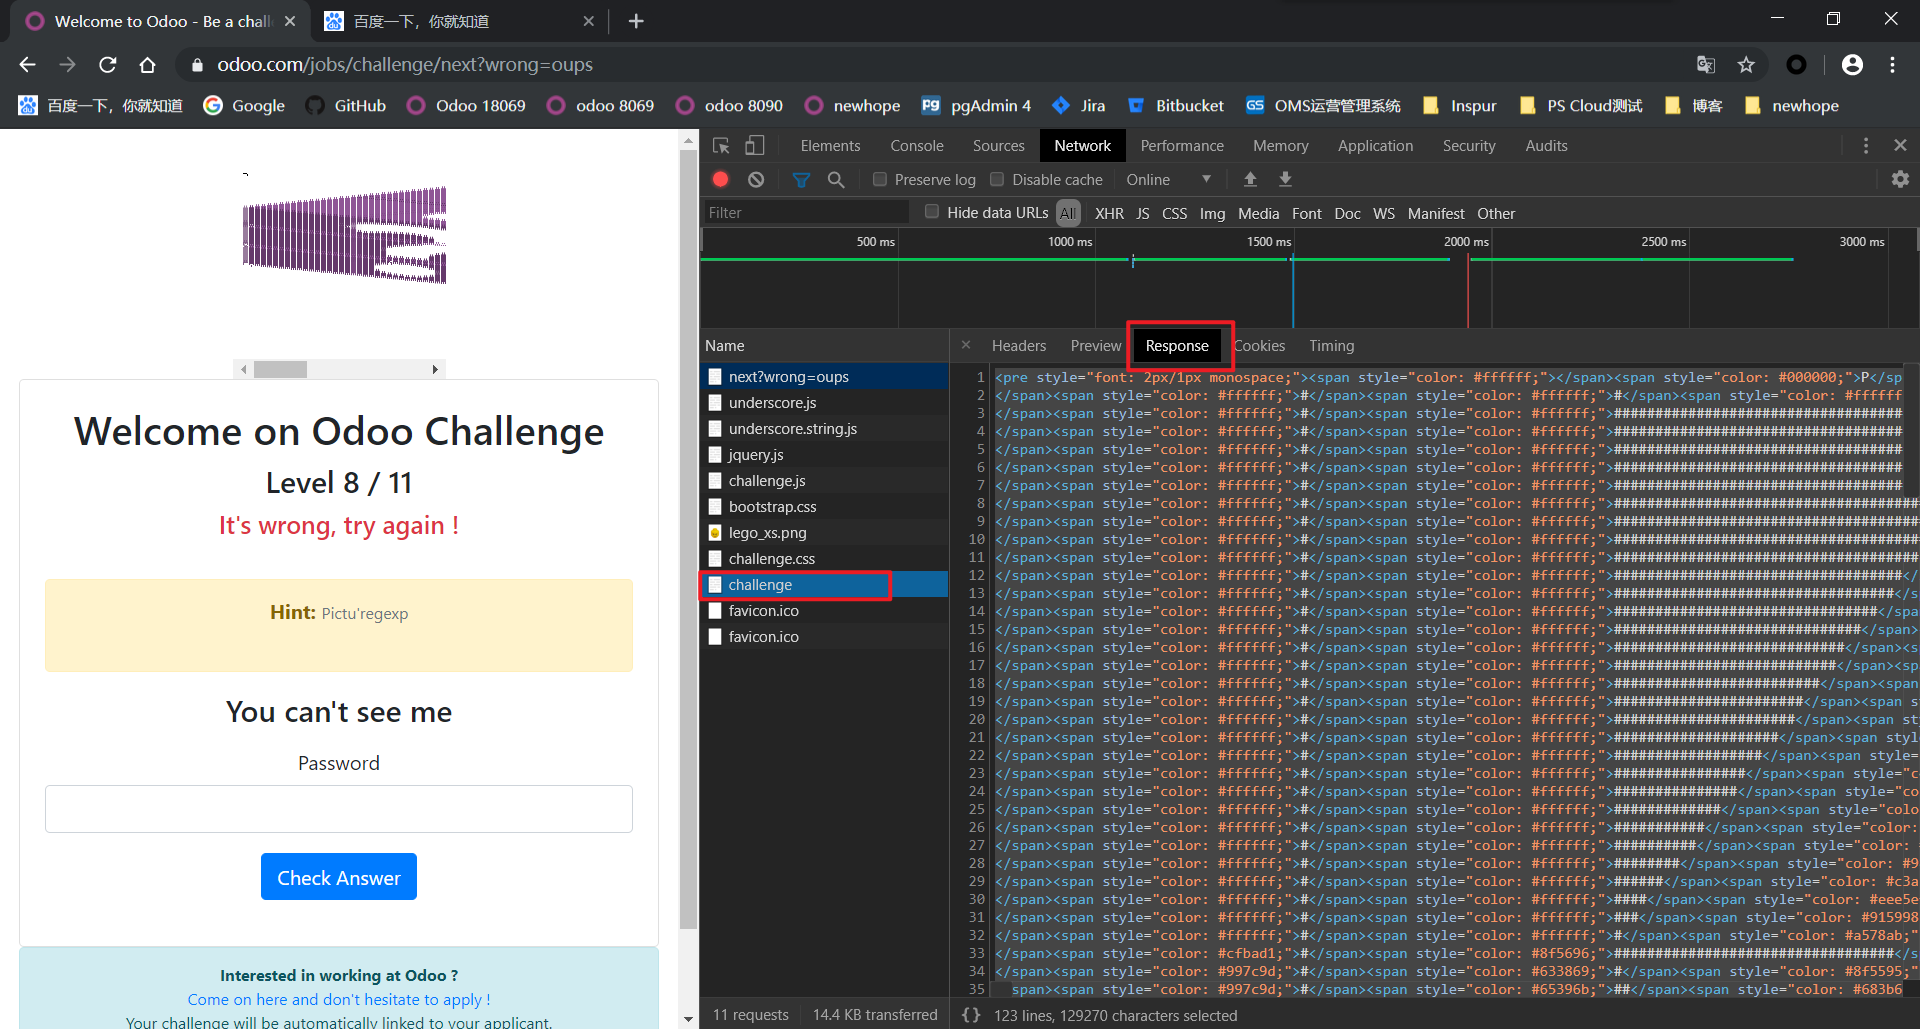 Welcome to Odoo - Be a chall
百度一下，你就知道
odoo.com/jobs/challenge/next?wrong=oups
百度一下，你就知道 Google GitHub Odoo 18069 odoo 8069 odoo 8090 newhope pgAdmin 4 Jira Bitbucket OMS运营管理系统 Inspur PS Cloud测试 博客 newhope
Welcome on Odoo Challenge
Level 8 / 11
It's wrong, try again !
Hint: Pictu'regexp
You can't see me
Password
Check Answer
Interested in working at Odoo ?
Come on here and don't hesitate to apply !
Your challenge will be automatically linked to your applicant.
Elements Console Sources Network Performance Memory Application Security Audits
Preserve log Disable cache Online
Filter Hide data URLs All XHR JS CSS Img Media Font Doc WS Manifest Other
500 ms 1000 ms 1500 ms 2000 ms 2500 ms 3000 ms
Name
next?wrong=oups
underscore.js
underscore.string.js
jquery.js
challenge.js
bootstrap.css
lego_xs.png
challenge.css
challenge
favicon.ico
favicon.ico
11 requests 14.4 KB transferred
Headers Preview Response Cookies Timing
1 <pre style="font: 2px/1px monospace;"><span style="color: #ffffff;"></span><span style="color: #000000;">P</sp
2 </span><span style="color: #ffffff;">#</span><span style="color: #ffffff;">#</span><span style="color: #ffffff
3 </span><span style="color: #ffffff;">#</span><span style="color: #ffffff;">
4 </span><span style="color: #ffffff;">#</span><span style="color: #ffffff;">
5 </span><span style="color: #ffffff;">#</span><span style="color: #ffffff;">
6 </span><span style="color: #ffffff;">#</span><span style="color: #ffffff;">
7 </span><span style="color: #ffffff;">#</span><span style="color: #ffffff;">
8 </span><span style="color: #ffffff;">#</span><span style="color: #ffffff;">
9 </span><span style="color: #ffffff;">#</span><span style="color: #ffffff;">
10 </span><span style="color: #ffffff;">#</span><span style="color: #ffffff;">
11 </span><span style="color: #ffffff;">#</span><span style="color: #ffffff;">
12 </span><span style="color: #ffffff;">#</span><span style="color: #ffffff;">
13 </span><span style="color: #ffffff;">#</span><span style="color: #ffffff;">
14 </span><span style="color: #ffffff;">#</span><span style="color: #ffffff;">
15 </span><span style="color: #ffffff;">#</span><span style="color: #ffffff;">
16 </span><span style="color: #ffffff;">#</span><span style="color: #ffffff;">
17 </span><span style="color: #ffffff;">#</span><span style="color: #ffffff;">
18 </span><span style="color: #ffffff;">#</span><span style="color: #ffffff;">
19 </span><span style="color: #ffffff;">#</span><span style="color: #ffffff;">
20 </span><span style="color: #ffffff;">#</span><span style="color: #ffffff;">
21 </span><span style="color: #ffffff;">#</span><span style="color: #ffffff;">
22 </span><span style="color: #ffffff;">#</span><span style="color: #ffffff;">
23 </span><span style="color: #ffffff;">#</span><span style="color: #ffffff;">
24 </span><span style="color: #ffffff;">#</span><span style="color: #ffffff;">
25 </span><span style="color: #ffffff;">#</span><span style="color: #ffffff;">
26 </span><span style="color: #ffffff;">#</span><span style="color: #ffffff;">###########</span><span style="color:
27 </span><span style="color: #ffffff;">#</span><span style="color: #ffffff;">##########</span><span style="color:
28 </span><span style="color: #ffffff;">#</span><span style="color: #ffffff;">########</span><span style="color: #9
29 </span><span style="color: #ffffff;">#</span><span style="color: #ffffff;">######</span><span style="color: #c3a
30 </span><span style="color: #ffffff;">#</span><span style="color: #ffffff;">####</span><span style="color: #eee5e
31 </span><span style="color: #ffffff;">#</span><span style="color: #ffffff;">###</span><span style="color: #915998
32 </span><span style="color: #ffffff;">#</span><span style="color: #ffffff;">#</span><span style="color: #a578ab;"
33 </span><span style="color: #cfbad1;">#</span><span style="color: #8f5696;">
34 </span><span style="color: #997c9d;">#</span><span style="color: #633869;">#</span><span style="color: #8f5595;"
35 span><span style="color: #997c9d;">#</span><span style="color: #65396b;">##</span><span style="color: #683b6
{} 123 lines, 129270 characters selected